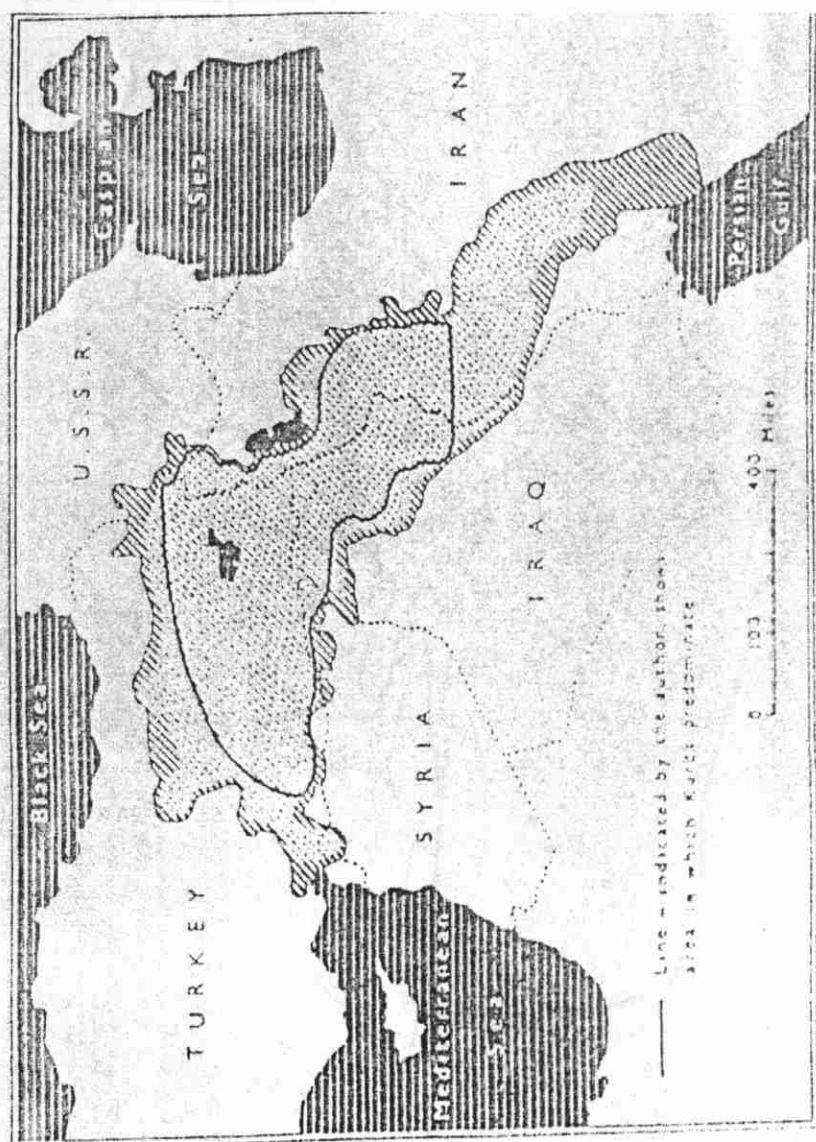 Black Sea
Caspian
Sea
U.S.S.R
TURKEY
IRAN
SYRIA
IRAQ
Mediterranean
Sea
Persian
Gulf
Line - indicated by the author, shows
area in which Kurds predominate
0 100 400 Miles